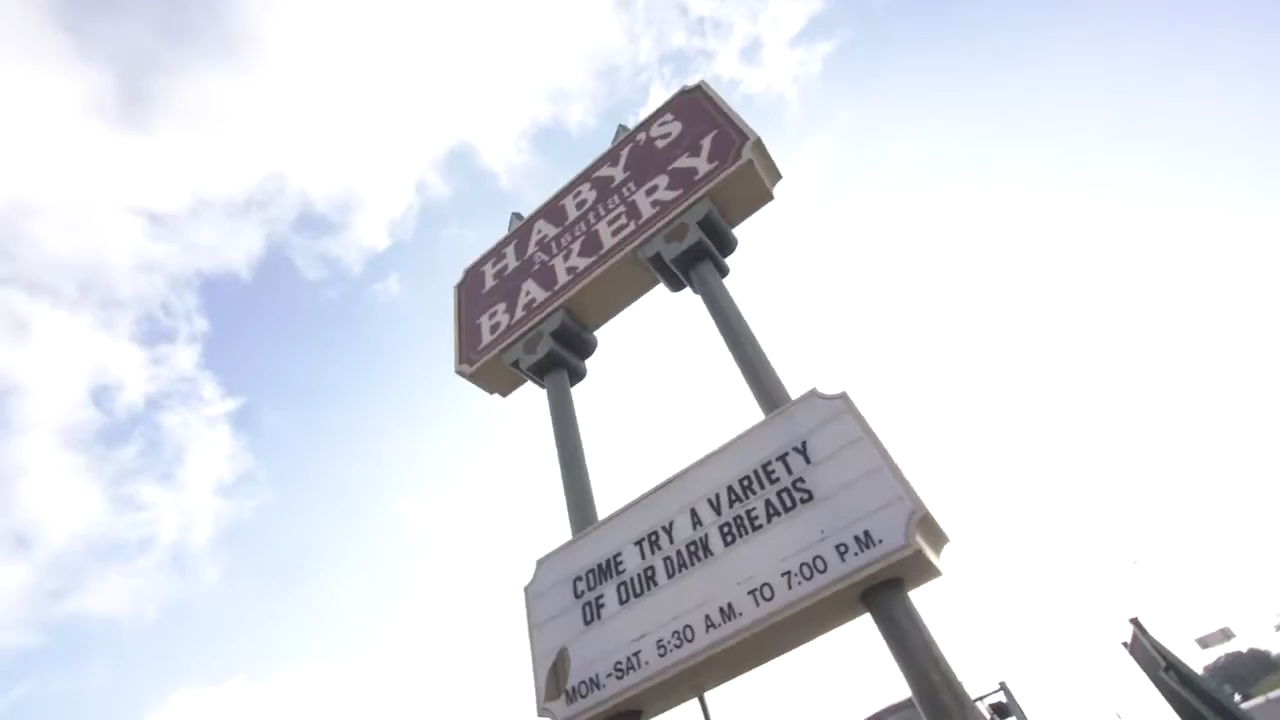 HABY'S
Alsatian
BAKERY
COME TRY A VARIETY
OF OUR DARK BREADS
MON.-SAT. 5:30 A.M. TO 7:00 P.M.